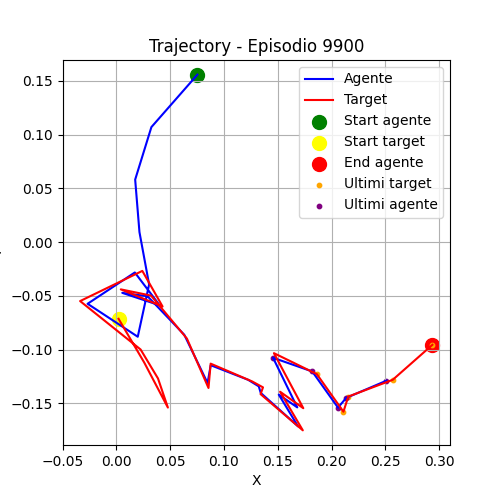 Trajectory - Episodio 9900
Agente
Target
Start agente
Start target
End agente
Ultimi target
Ultimi agente
0.15
0.10
0.05
0.00
−0.05
−0.10
−0.15
−0.05 0.00 0.05 0.10 0.15 0.20 0.25 0.30
X